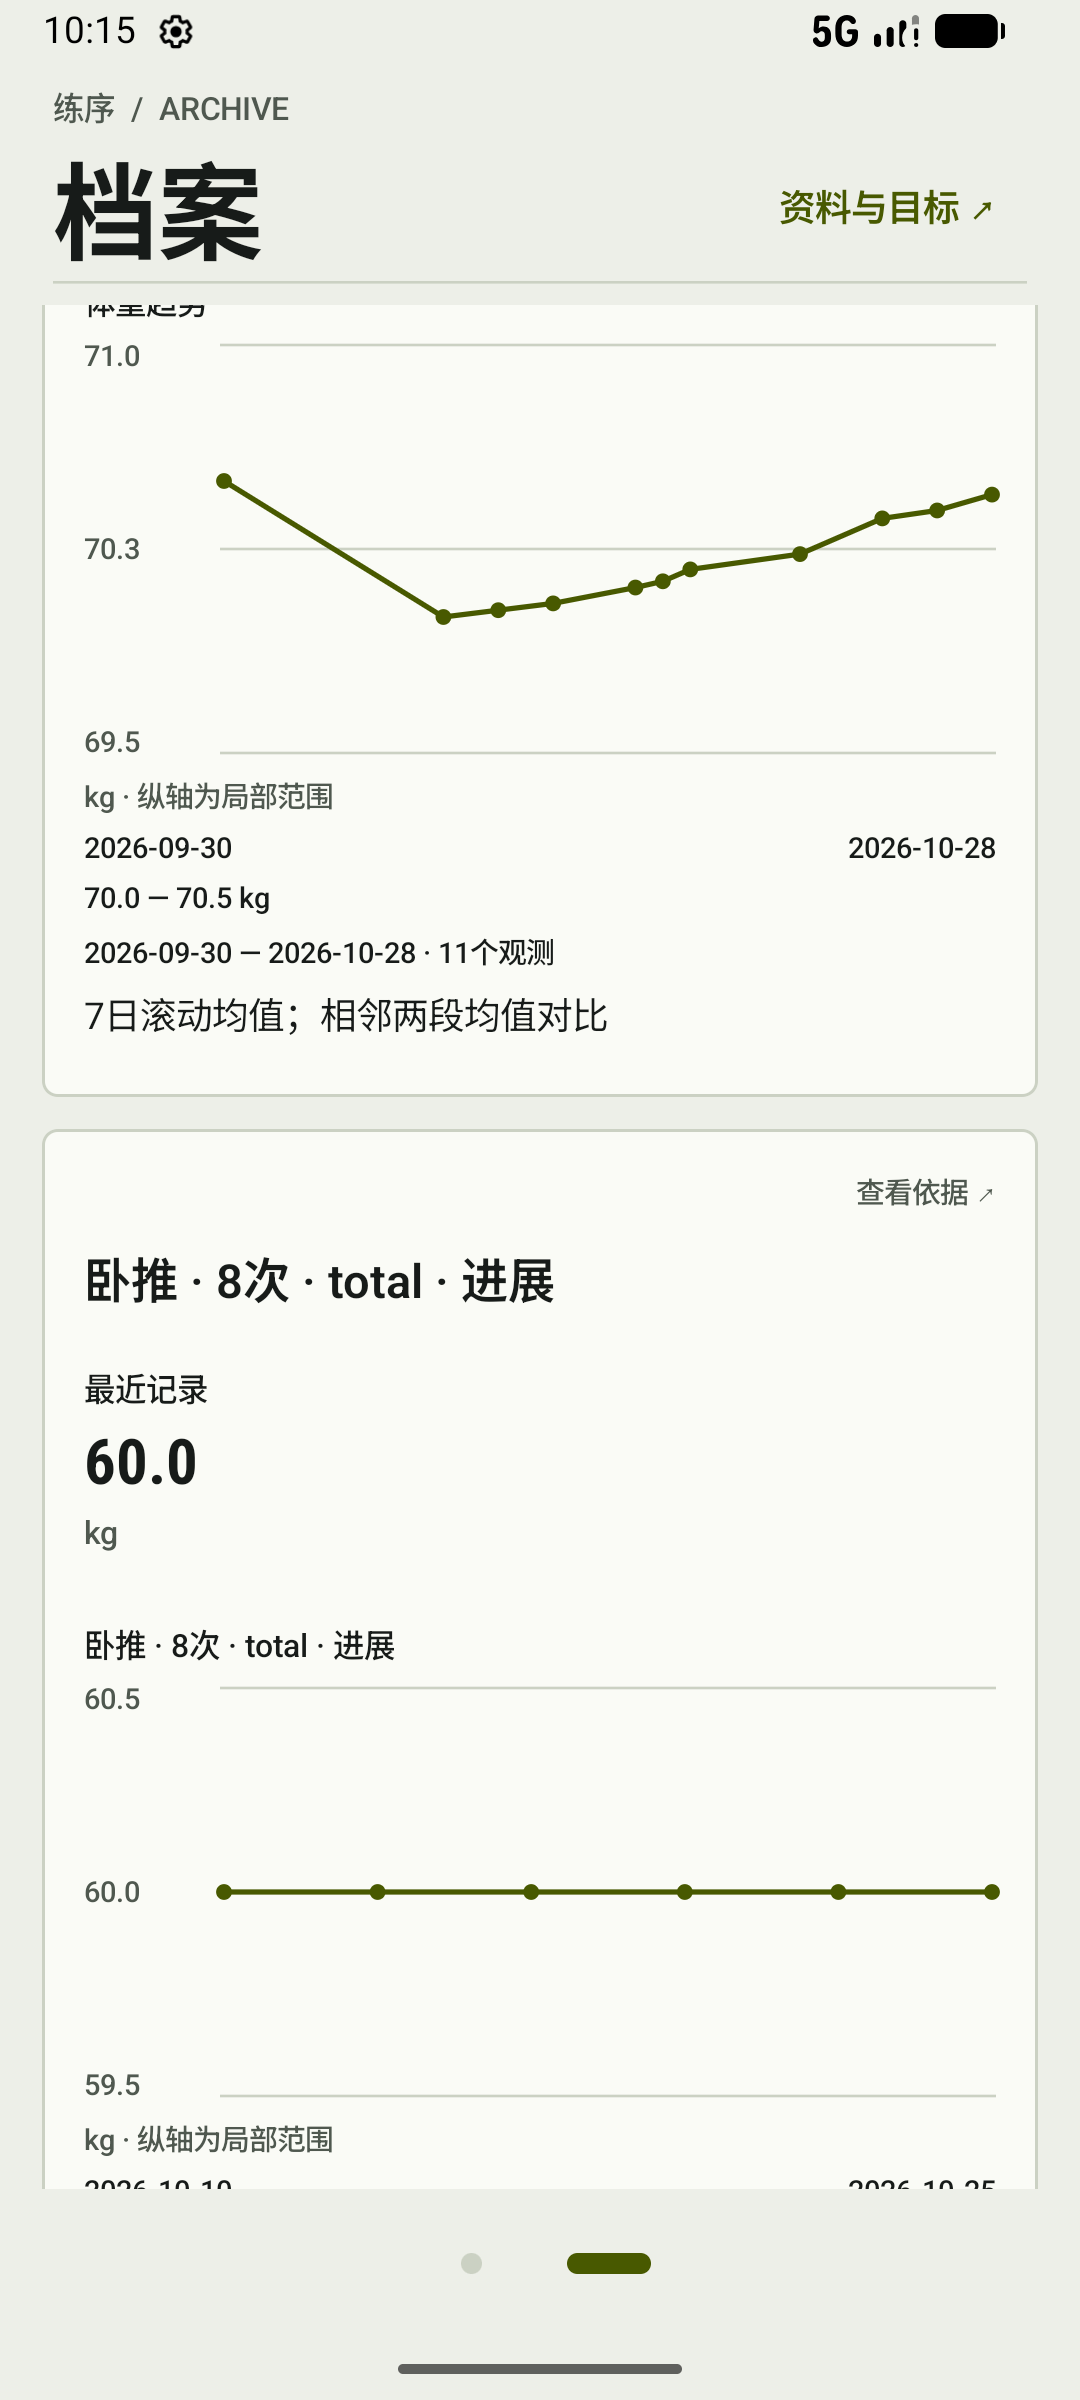 10:15
5G
练序 / ARCHIVE
档案
资料与目标 ↗
体重趋势
71.0
70.3
69.5
kg · 纵轴为局部范围
2026-09-30
2026-10-28
70.0 — 70.5 kg
2026-09-30 — 2026-10-28 · 11个观测
7日滚动均值；相邻两段均值对比
查看依据 ↗
卧推 · 8次 · total · 进展
最近记录
60.0
kg
卧推 · 8次 · total · 进展
60.5
60.0
59.5
kg · 纵轴为局部范围